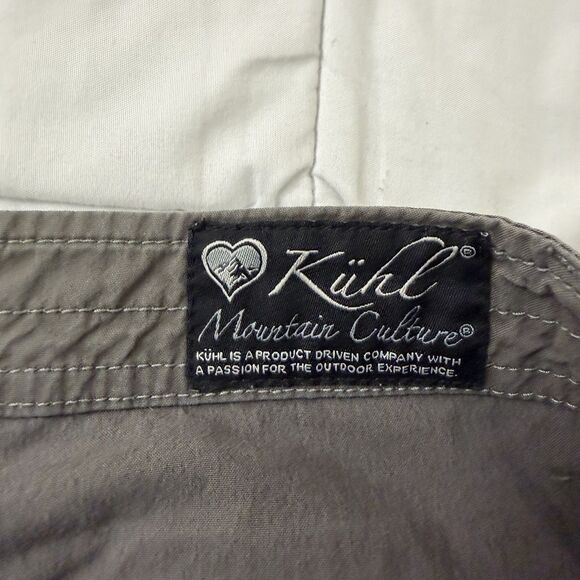 Kühl®
Mountain Culture®
KÜHL IS A PRODUCT DRIVEN COMPANY WITH
A PASSION FOR THE OUTDOOR EXPERIENCE.